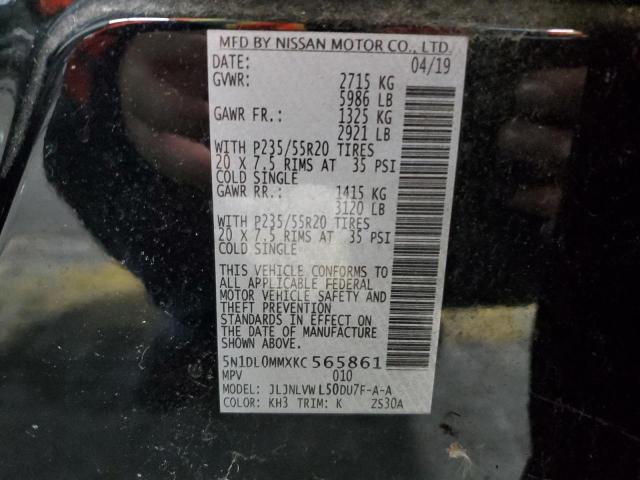 MFD BY NISSAN MOTOR CO., LTD.
DATE: 04/19
GVWR: 2715 KG
5986 LB
GAWR FR.: 1325 KG
2921 LB
WITH P235/55R20 TIRES
20 X 7.5 RIMS AT 35 PSI
COLD SINGLE
GAWR RR.: 1415 KG
3120 LB
WITH P235/55R20 TIRES
20 X 7.5 RIMS AT 35 PSI
COLD SINGLE
THIS VEHICLE CONFORMS TO
ALL APPLICABLE FEDERAL
MOTOR VEHICLE SAFETY AND
THEFT PREVENTION
STANDARDS IN EFFECT ON
THE DATE OF MANUFACTURE
SHOWN ABOVE.
5N1DL0MMXKC 565861
MPV 010
MODEL: JLJNLVW L50DU7F-A-A
COLOR: KH3 TRIM: K ZS30A